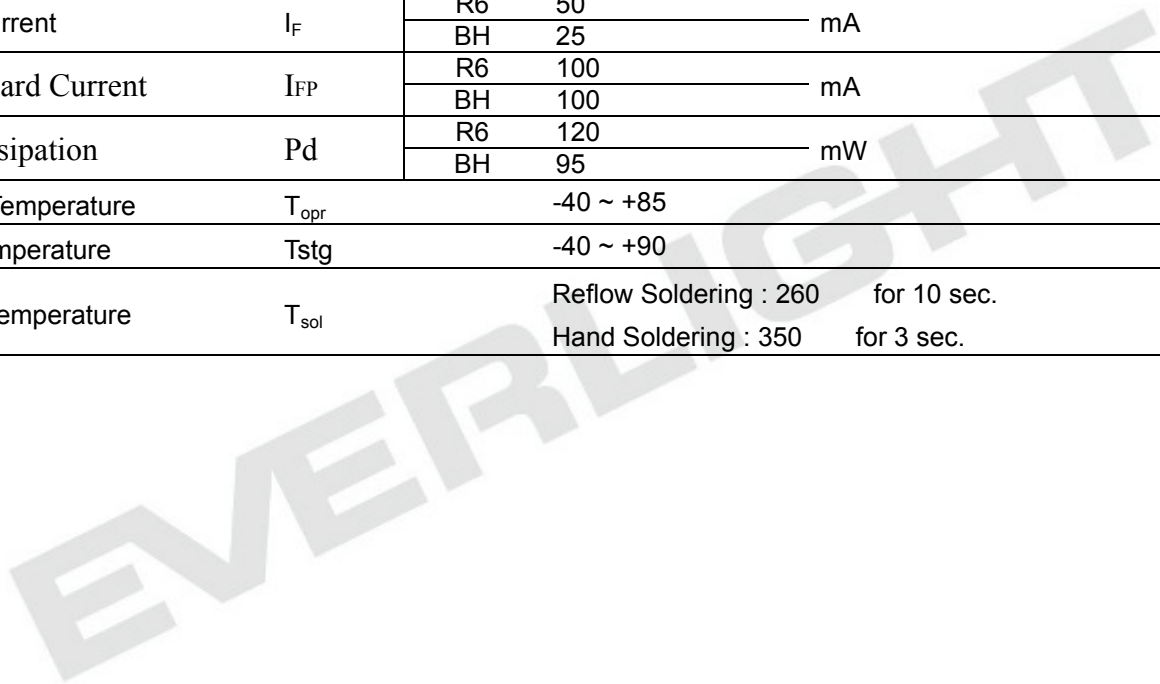 rrent IF R6 50 mA
BH 25
ard Current IFP R6 100 mA
BH 100
sipation Pd R6 120 mW
BH 95
Temperature Topr -40 ~ +85
mperature Tstg -40 ~ +90
emperature Tsol Reflow Soldering : 260 for 10 sec.
Hand Soldering : 350 for 3 sec.
EVERLIGHT